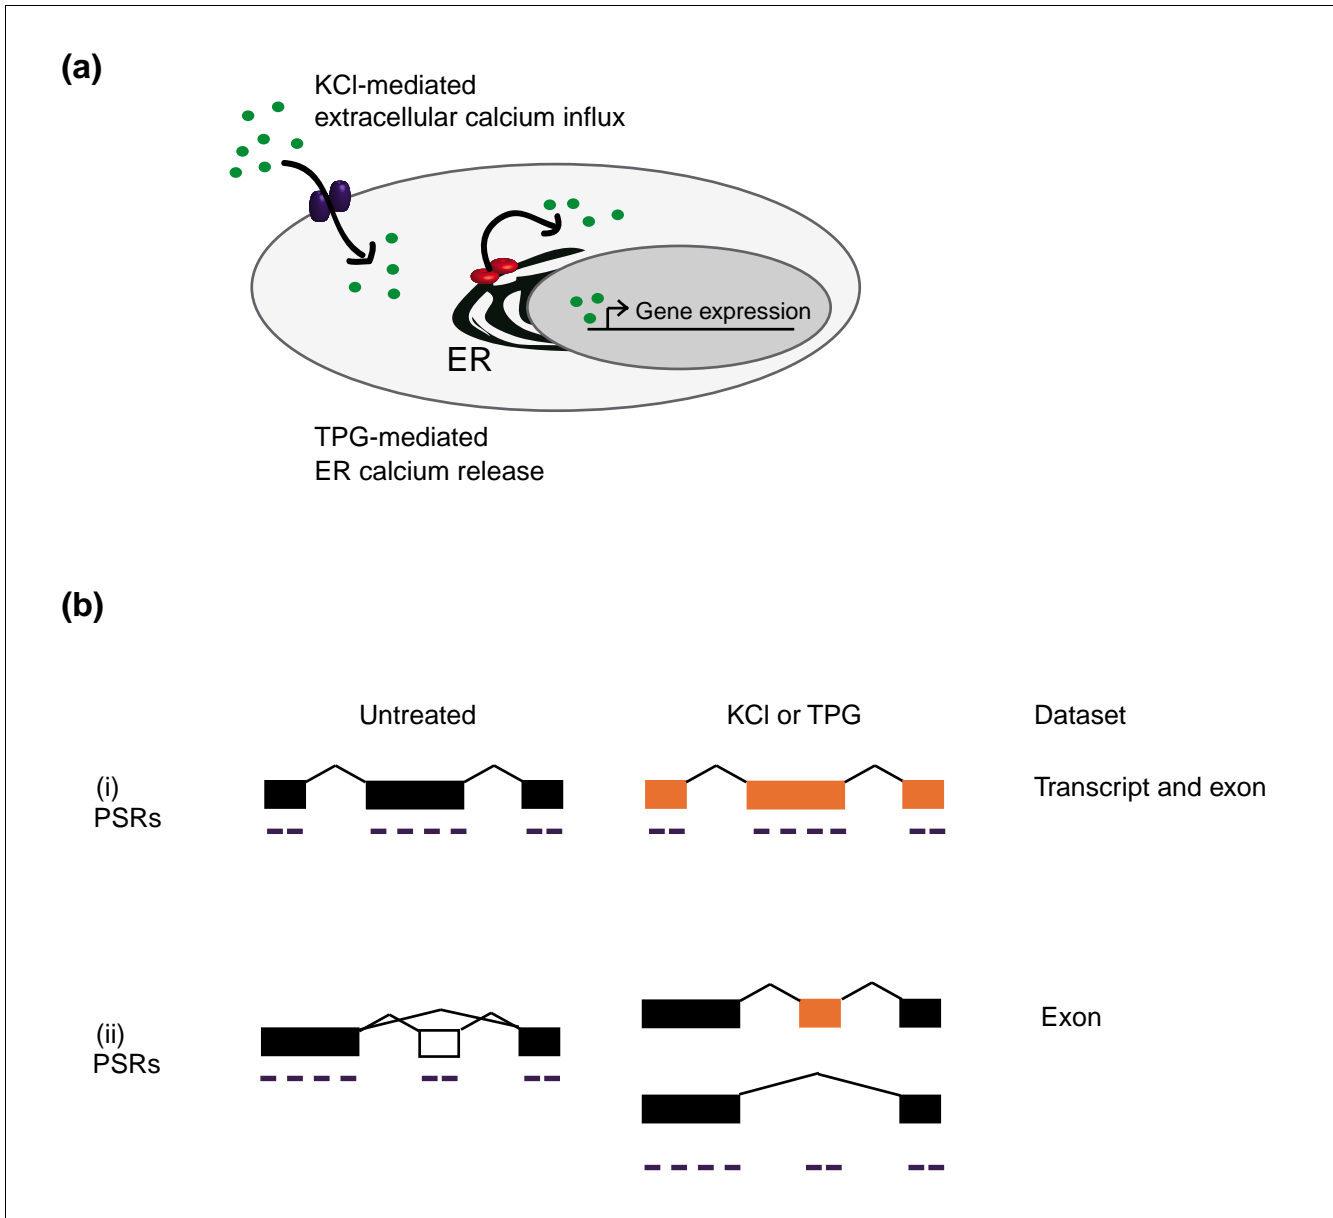 (a)
KCl-mediated
extracellular calcium influx
Gene expression
ER
TPG-mediated
ER calcium release
(b)
Untreated KCl or TPG Dataset
(i)
PSRs
Transcript and exon
(ii)
PSRs
Exon